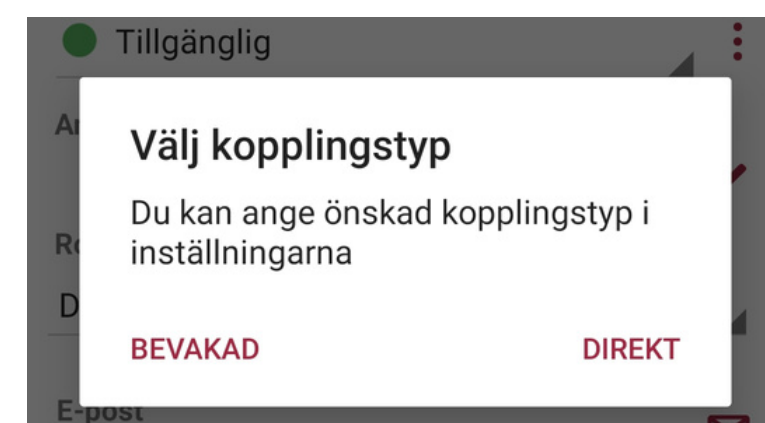 Tillgänglig
Välj kopplingstyp
Du kan ange önskad kopplingstyp i
inställningarna
BEVAKAD
DIREKT
E-post